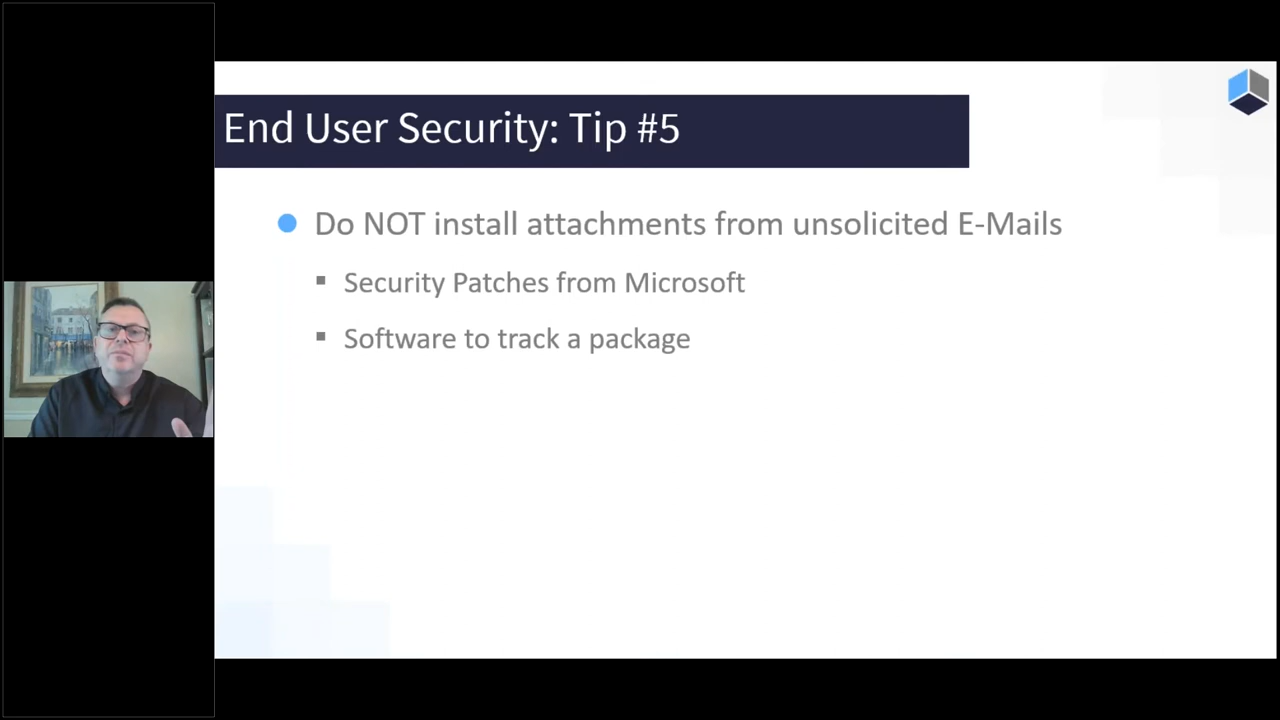 End User Security: Tip #5
Do NOT install attachments from unsolicited E-Mails
Security Patches from Microsoft
Software to track a package